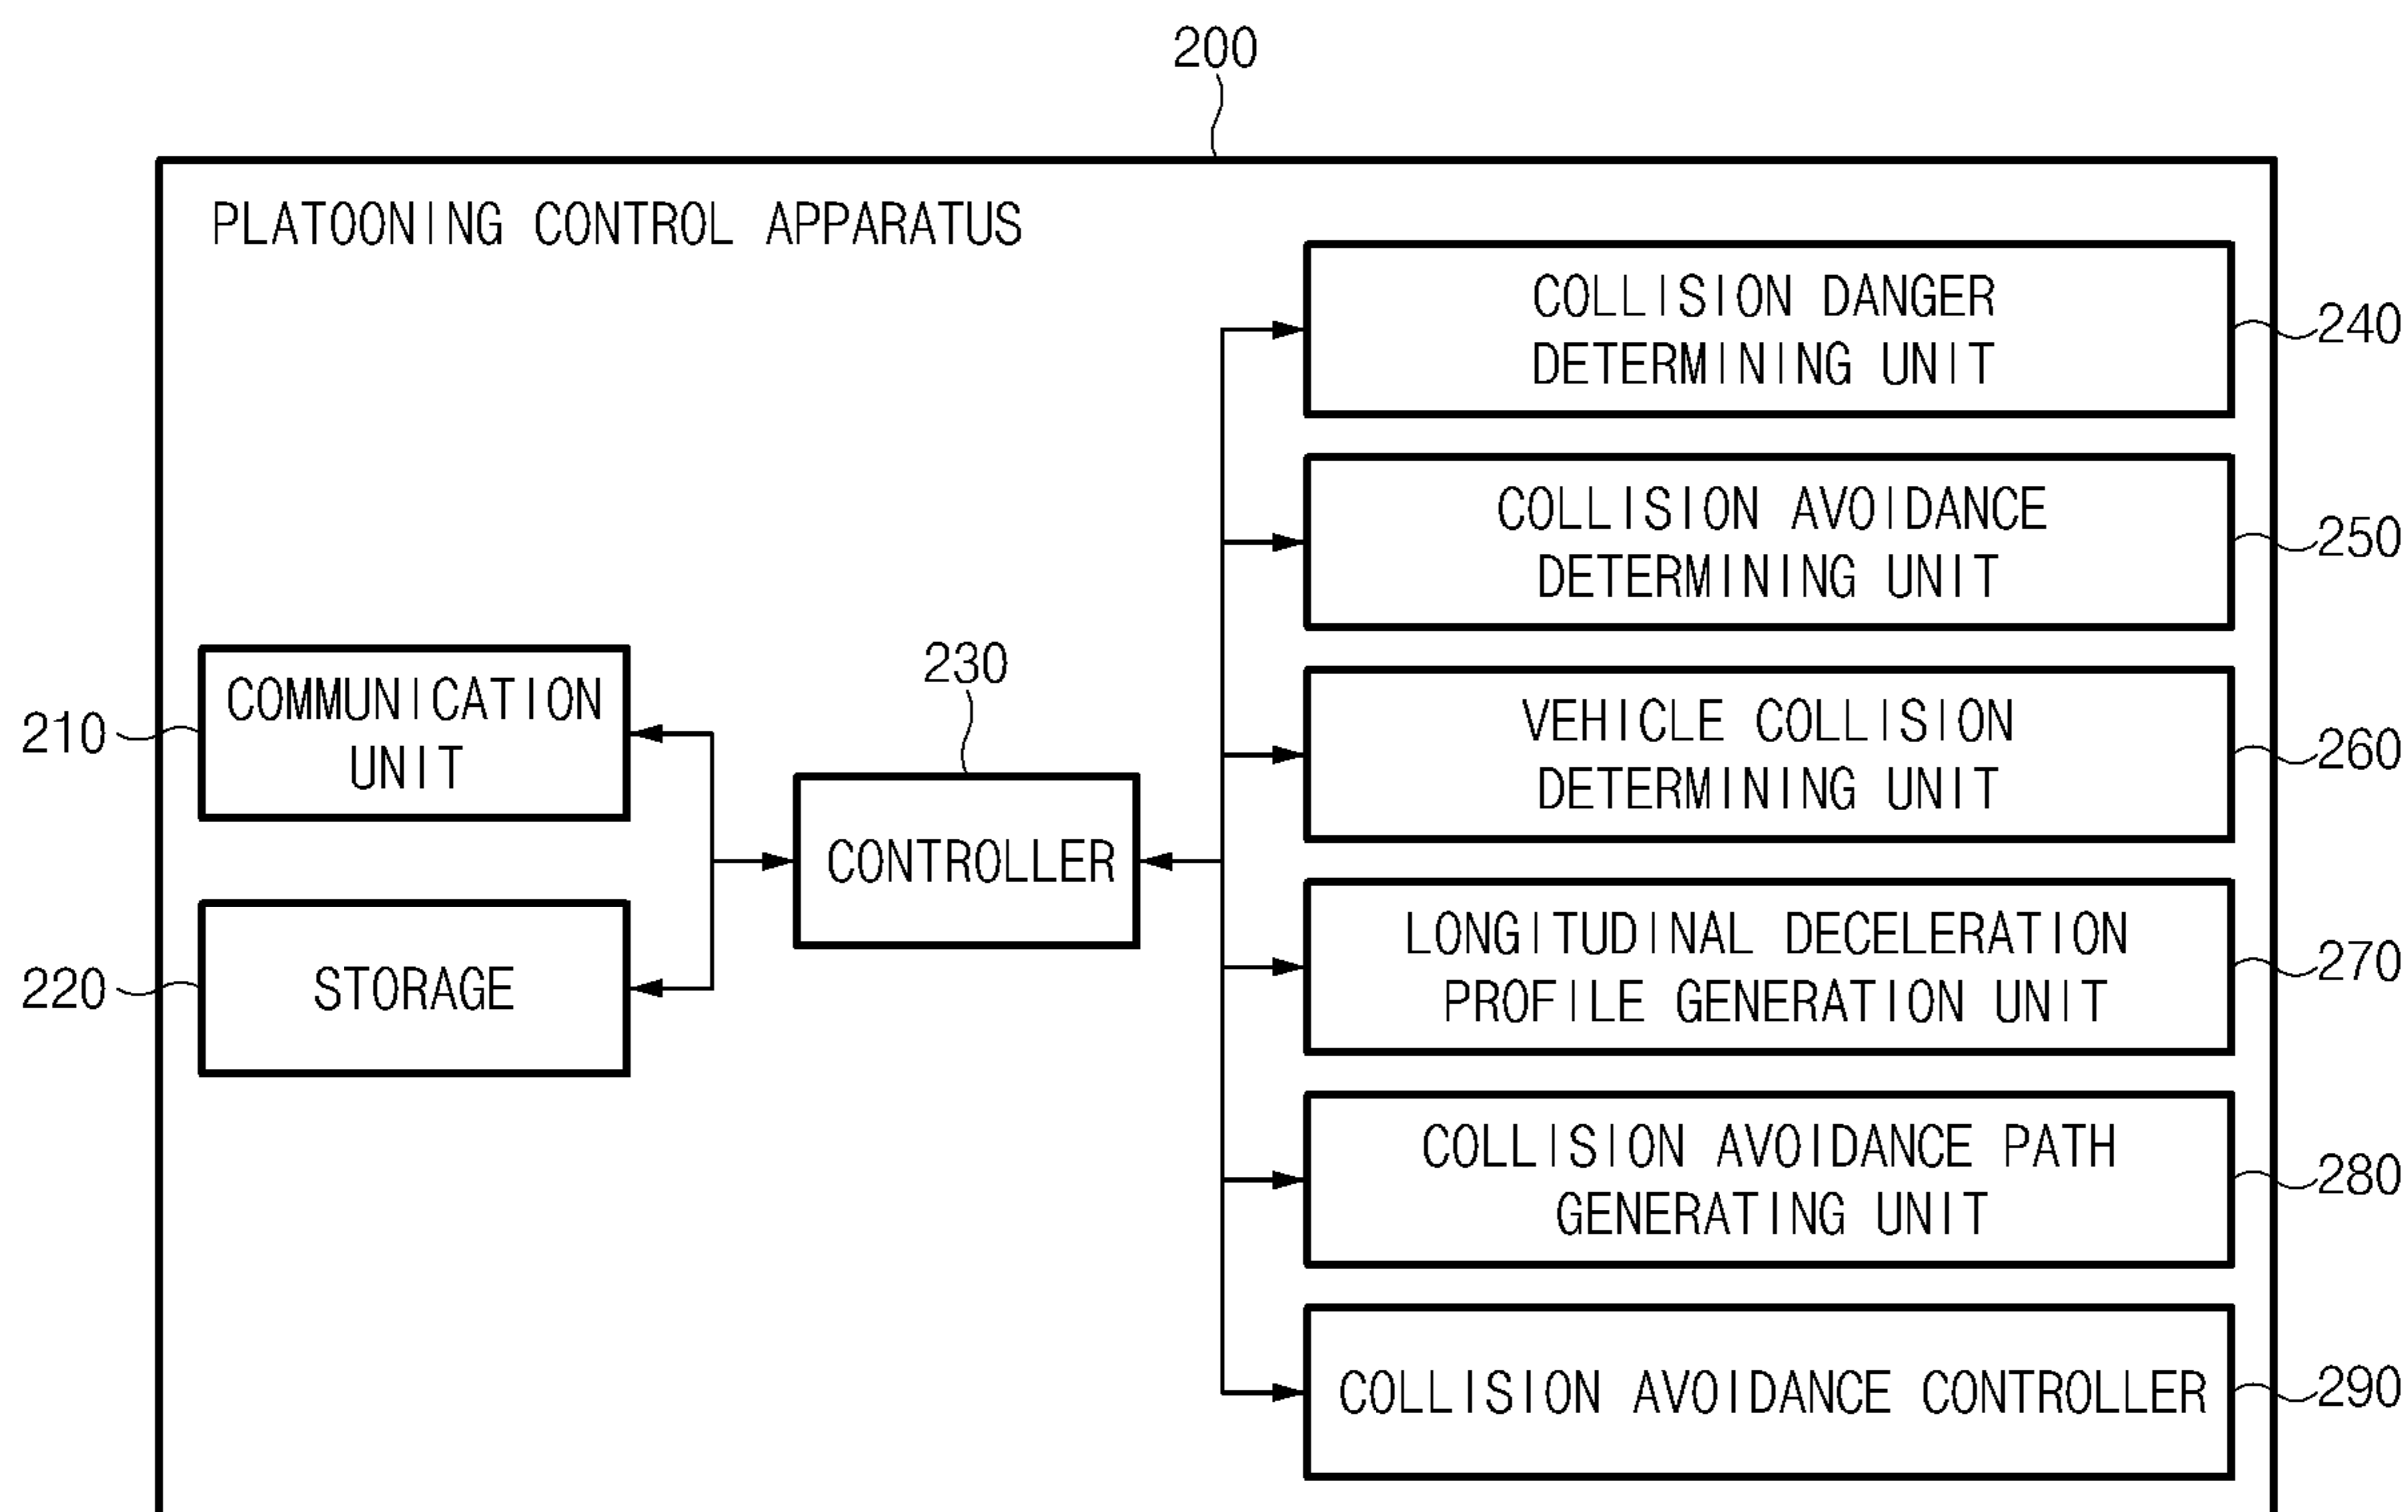 200
PLATOONING CONTROL APPARATUS
COLLISION DANGER
DETERMINING UNIT
240
COLLISION AVOIDANCE
DETERMINING UNIT
250
COMMUNICATION
UNIT
210
230
VEHICLE COLLISION
DETERMINING UNIT
260
CONTROLLER
STORAGE
220
LONGITUDINAL DECELERATION
PROFILE GENERATION UNIT
270
COLLISION AVOIDANCE PATH
GENERATING UNIT
280
COLLISION AVOIDANCE CONTROLLER
290